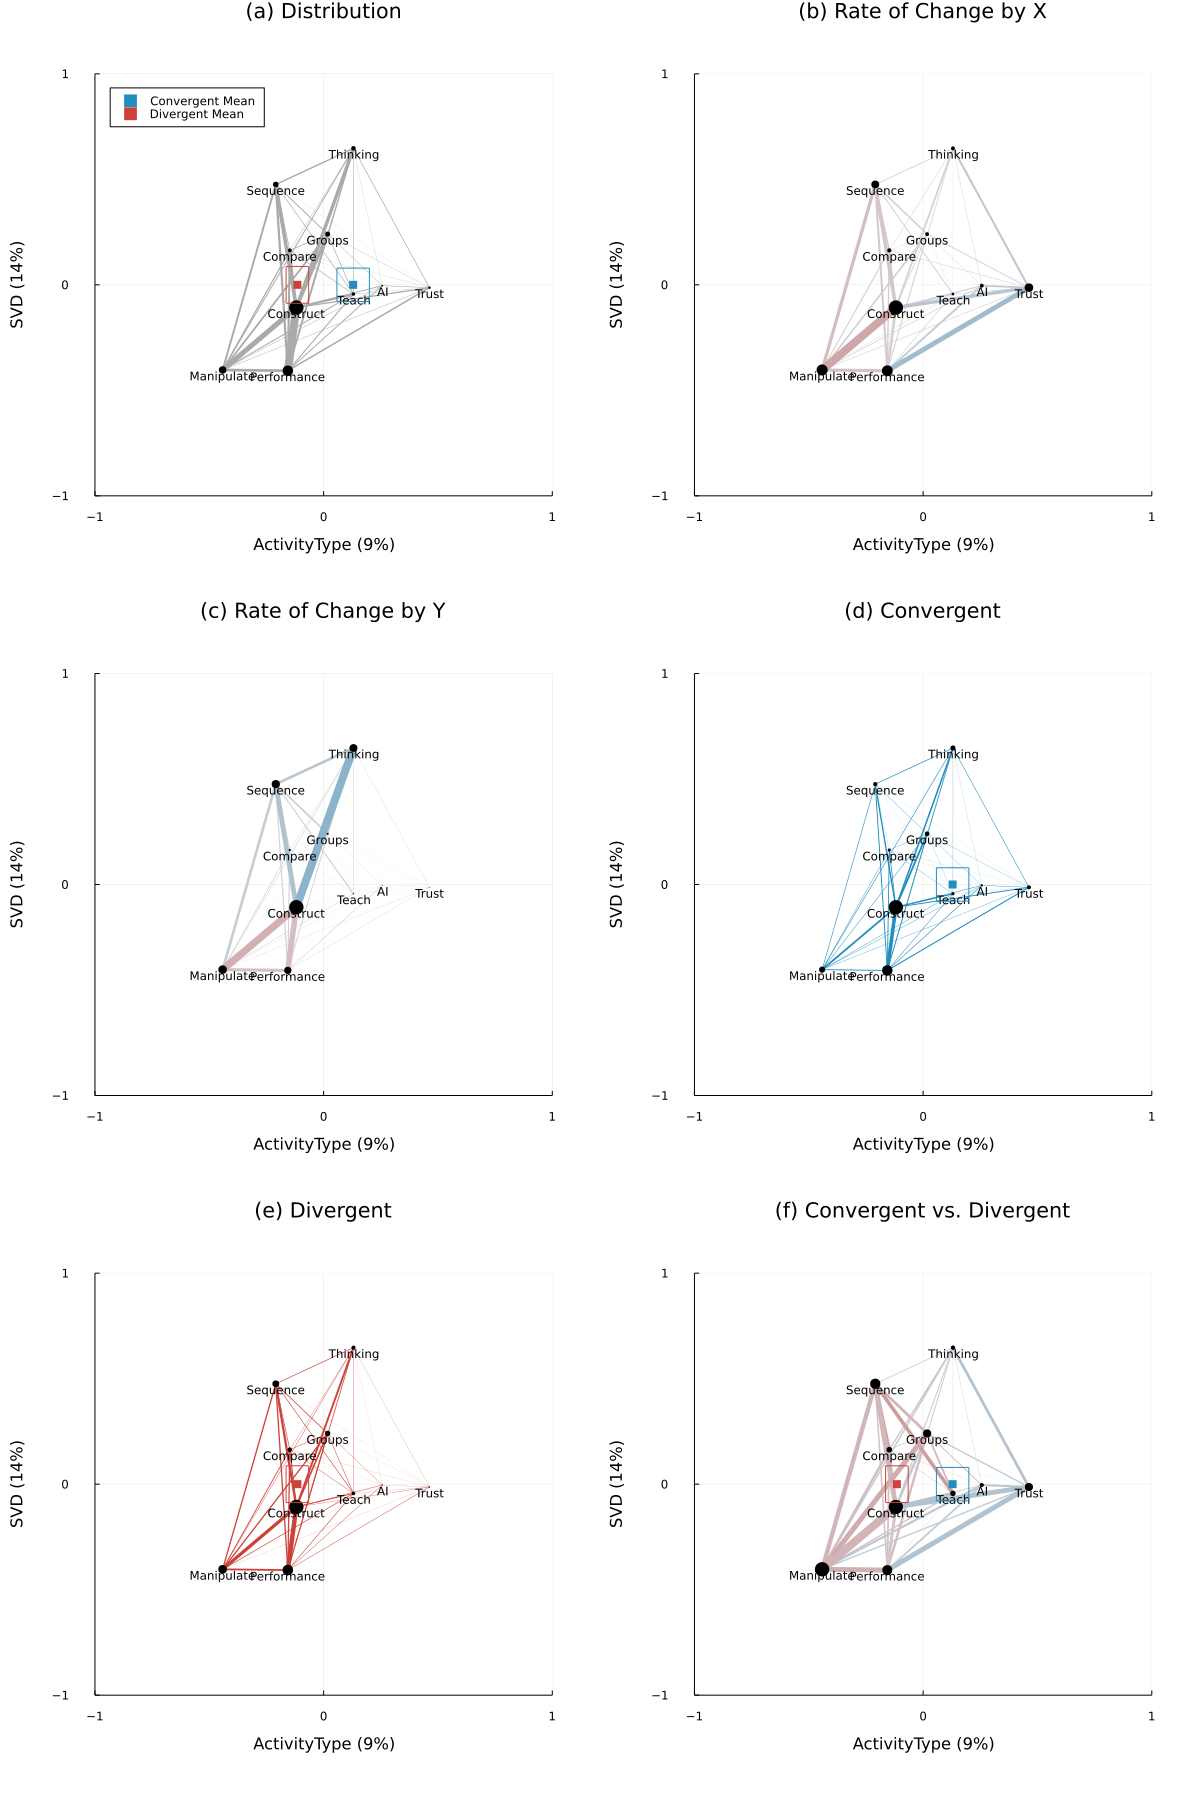 (a) Distribution
1
Convergent Mean
Divergent Mean
Thinking
Sequence
Groups
Compare
SVD (14%)
0
Teach
AI
Trust
Construct
Manipulate
Performance
−1
−1
0
1
ActivityType (9%)
(b) Rate of Change by X
1
Thinking
Sequence
Groups
Compare
SVD (14%)
0
Teach
AI
Trust
Construct
Manipulate
Performance
−1
−1
0
1
ActivityType (9%)
(c) Rate of Change by Y
1
Thinking
Sequence
Groups
Compare
SVD (14%)
0
Teach
AI
Trust
Construct
Manipulate
Performance
−1
−1
0
1
ActivityType (9%)
(d) Convergent
1
Thinking
Sequence
Groups
Compare
SVD (14%)
0
Teach
AI
Trust
Construct
Manipulate
Performance
−1
−1
0
1
ActivityType (9%)
(e) Divergent
1
Thinking
Sequence
Groups
Compare
SVD (14%)
0
Teach
AI
Trust
Construct
Manipulate
Performance
−1
−1
0
1
ActivityType (9%)
(f) Convergent vs. Divergent
1
Thinking
Sequence
Groups
Compare
SVD (14%)
0
Teach
AI
Trust
Construct
Manipulate
Performance
−1
−1
0
1
ActivityType (9%)